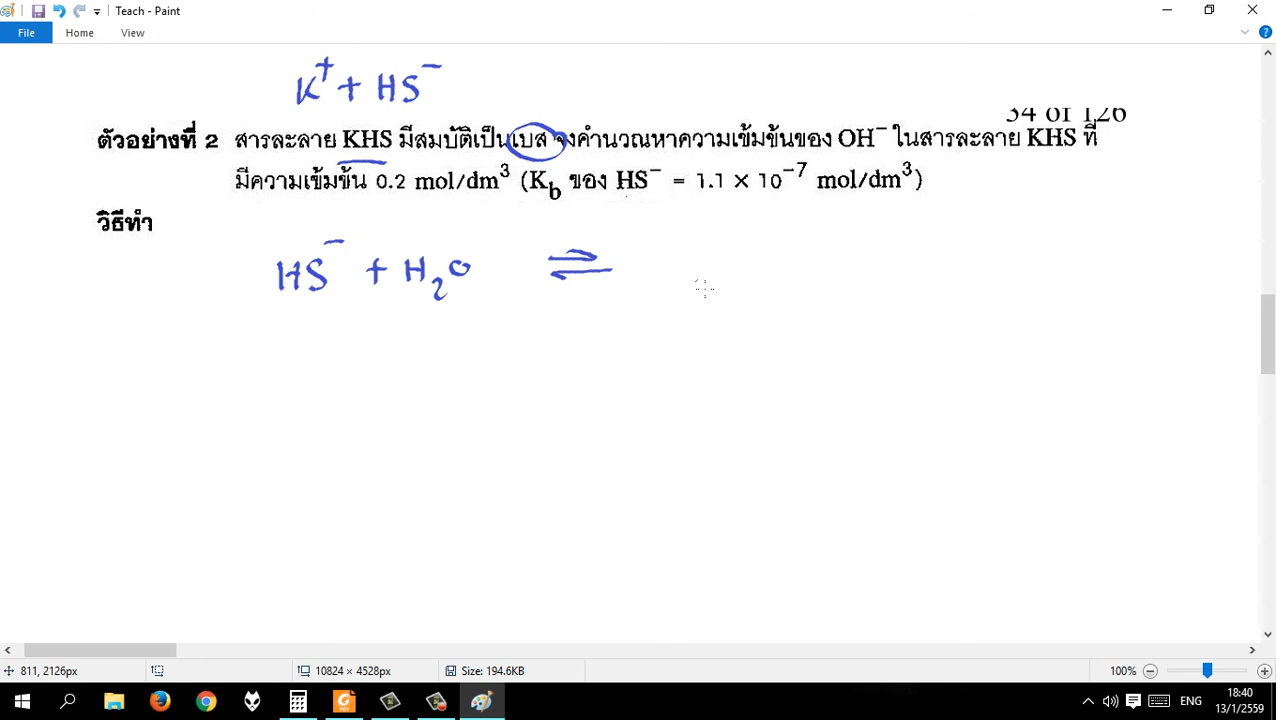 Teach - Paint
File Home View
K⁺ + HS⁻
34 of 126
ตัวอย่างที่ 2 สารละลาย KHS มีสมบัติเป็นเบส จงคำนวณหาความเข้มข้นของ OH⁻ ในสารละลาย KHS ที่
มีความเข้มข้น 0.2 mol/dm³ (K_b ของ HS⁻ = 1.1 × 10⁻⁷ mol/dm³)
วิธีทำ
HS⁻ + H₂O ⇌
811, 2126px 10824 × 4528px Size: 194.6KB 100%
ENG 18:40
13/1/2559